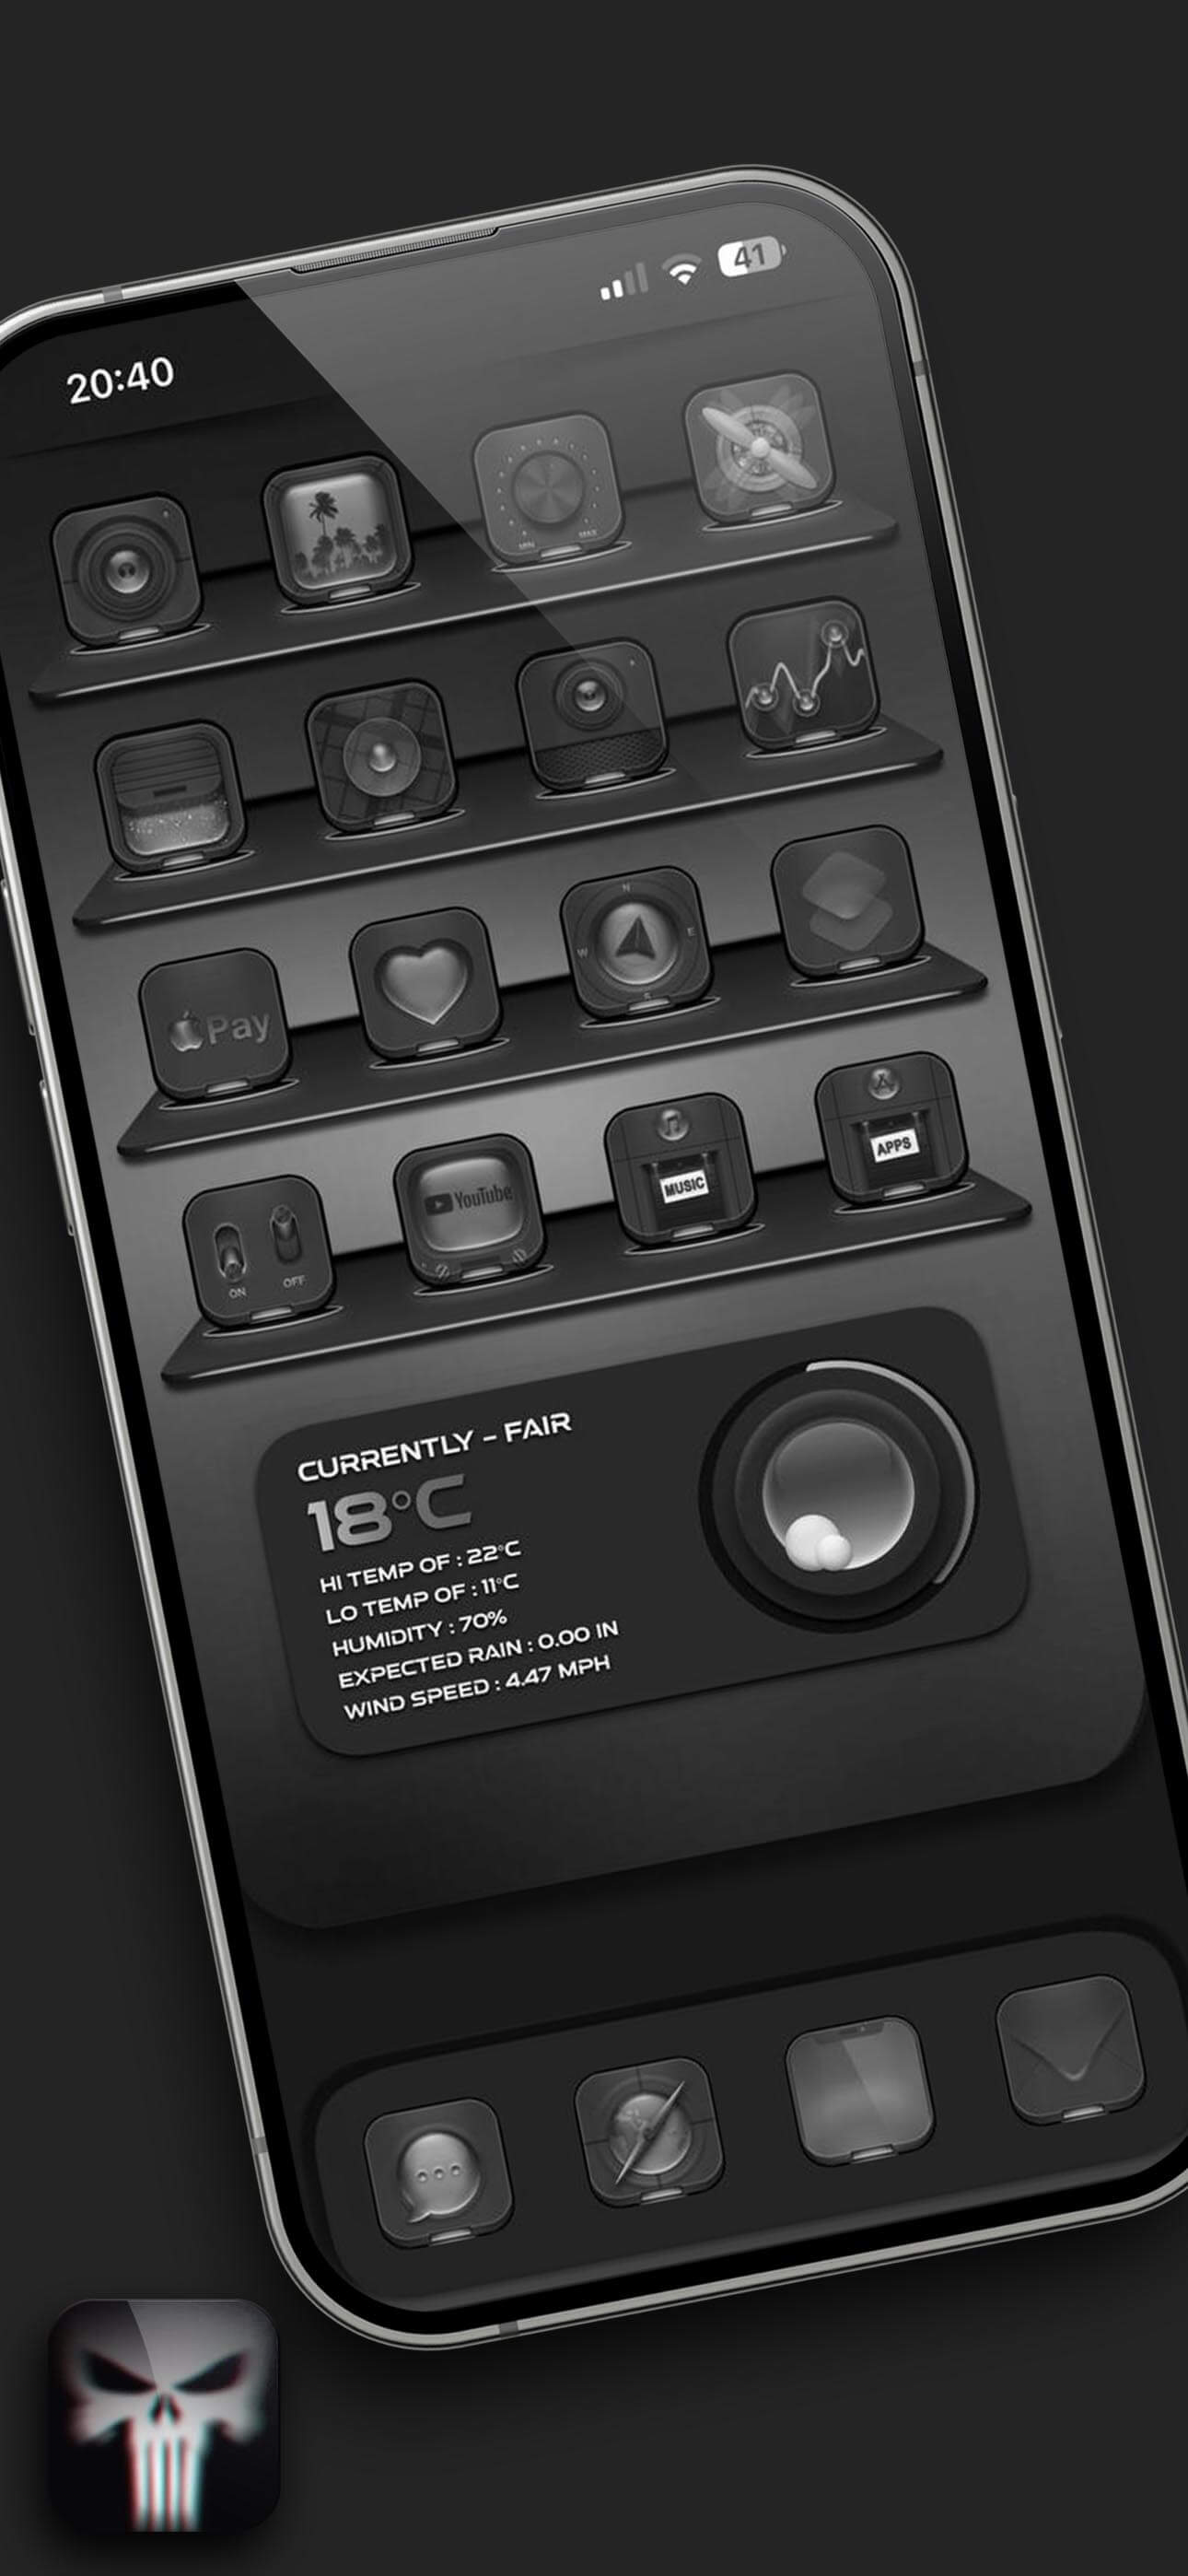 41
20:40
MIN MAX
N
W E
S
Pay
APPS
MUSIC
YouTube
ON OFF
CURRENTLY - FAIR
18°C
HI TEMP OF : 22°C
LO TEMP OF : 11°C
HUMIDITY : 70%
EXPECTED RAIN : 0.00 IN
WIND SPEED : 4.47 MPH